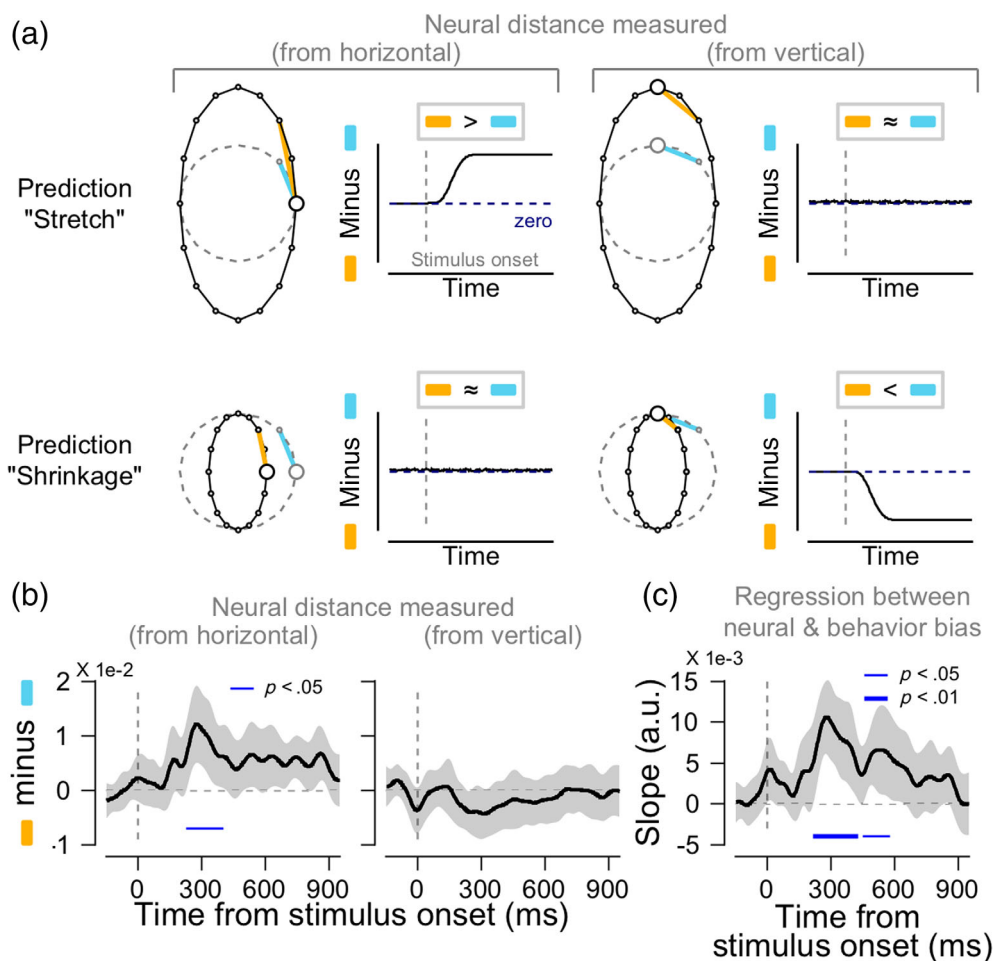 (a)
Neural distance measured
(from horizontal)
(from vertical)
Prediction
"Stretch"
>
Minus
zero
Stimulus onset
Time
≈
Minus
Time
Prediction
"Shrinkage"
≈
Minus
Time
<
Minus
Time
(b)
Neural distance measured
(from horizontal)
(from vertical)
X 1e-2
minus
2
1
0
.1
p < .05
0 300 600 900
0 300 600 900
Time from stimulus onset (ms)
(c)
Regression between
neural & behavior bias
X 1e-3
Slope (a.u.)
15
10
5
0
-5
p < .05
p < .01
0 300 600 900
Time from
stimulus onset (ms)